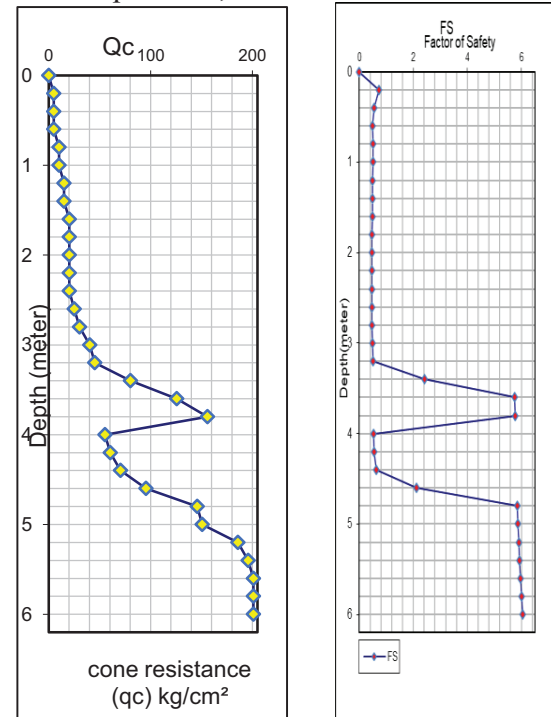 Qc
0 100 200
0
1
2
3
4
5
6
Depth (meter)
cone resistance
(qc) kg/cm²
FS
Factor of Safety
0 2 4 6
0
1
2
3
4
5
6
Depth(meter)
FS